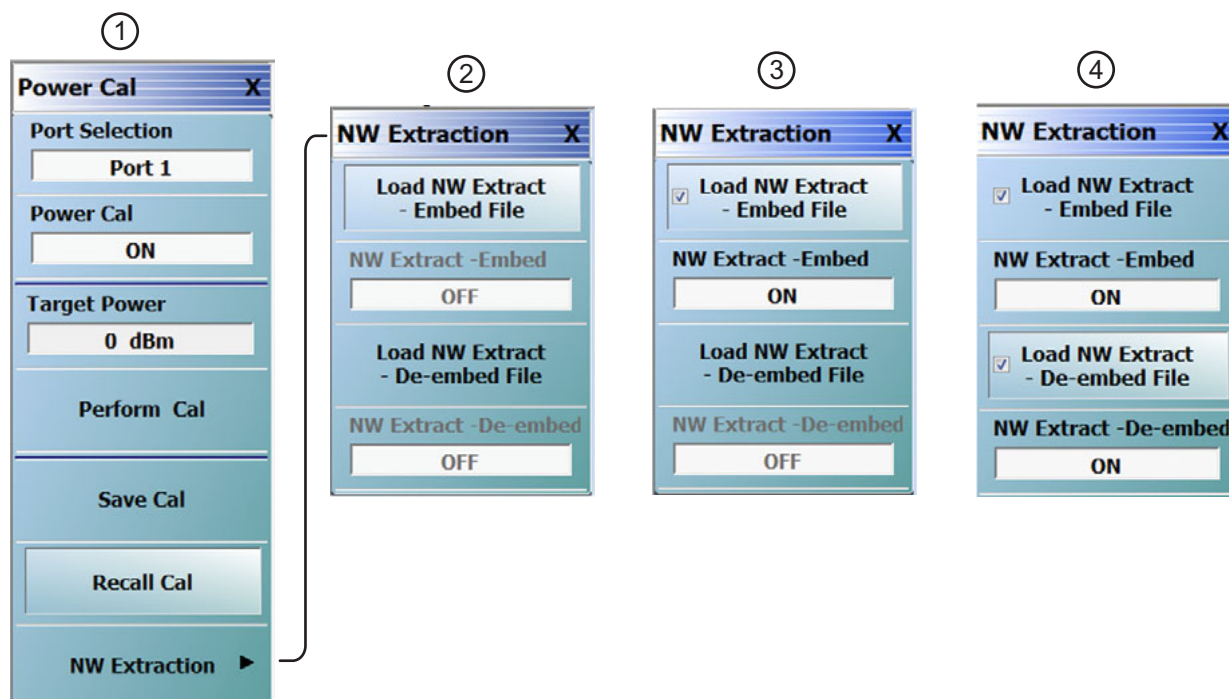 1
Power Cal X
Port Selection
Port 1
Power Cal
ON
Target Power
0 dBm
Perform Cal
Save Cal
Recall Cal
NW Extraction
2
NW Extraction X
Load NW Extract
- Embed File
NW Extract -Embed
OFF
Load NW Extract
- De-embed File
NW Extract -De-embed
OFF
3
NW Extraction X
Load NW Extract
- Embed File
NW Extract -Embed
ON
Load NW Extract
- De-embed File
NW Extract -De-embed
OFF
4
NW Extraction X
Load NW Extract
- Embed File
NW Extract -Embed
ON
Load NW Extract
- De-embed File
NW Extract -De-embed
ON